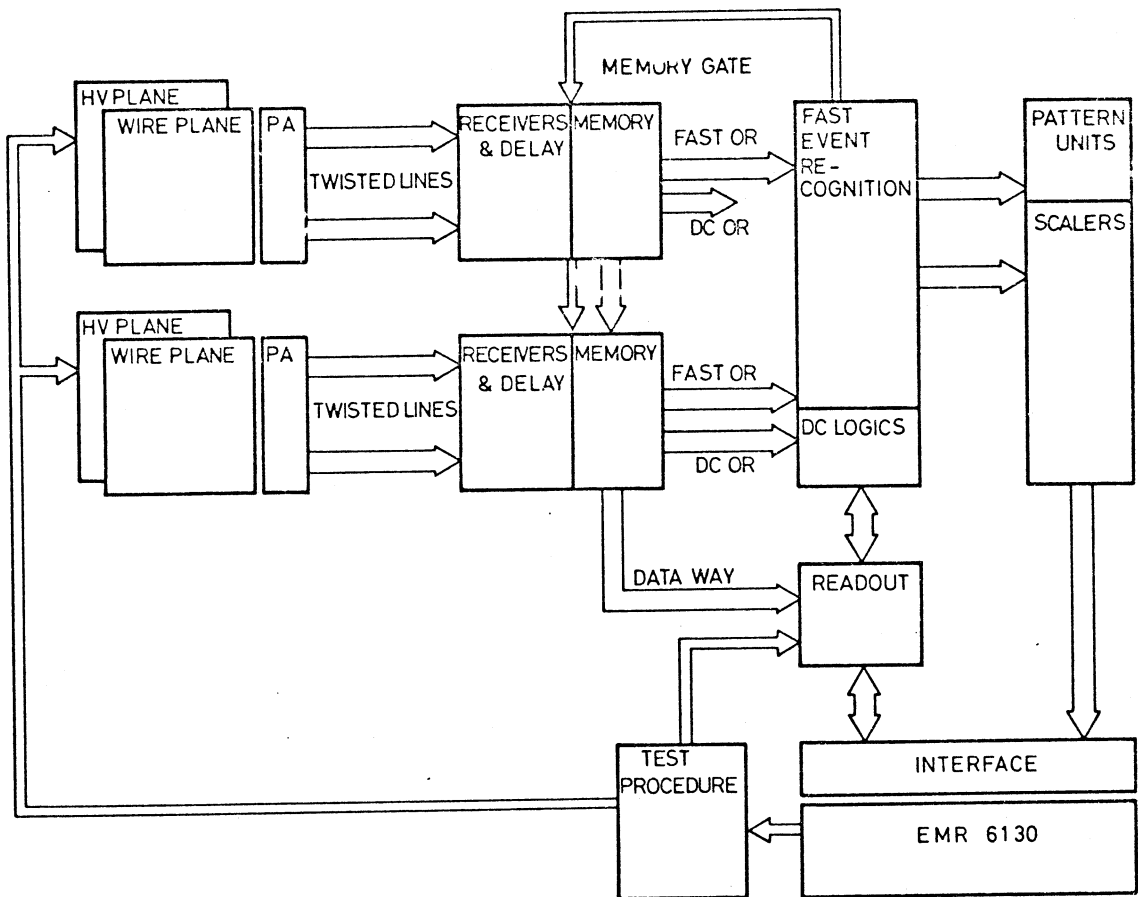 MEMORY GATE
HV PLANE
WIRE PLANE
PA
TWISTED LINES
RECEIVERS
& DELAY
MEMORY
FAST OR
DC OR
FAST
EVENT
RE-
COGNITION
PATTERN
UNITS
SCALERS
HV PLANE
WIRE PLANE
PA
TWISTED LINES
RECEIVERS
& DELAY
MEMORY
FAST OR
DC OR
DC LOGICS
DATA WAY
READOUT
TEST
PROCEDURE
INTERFACE
EMR 6130